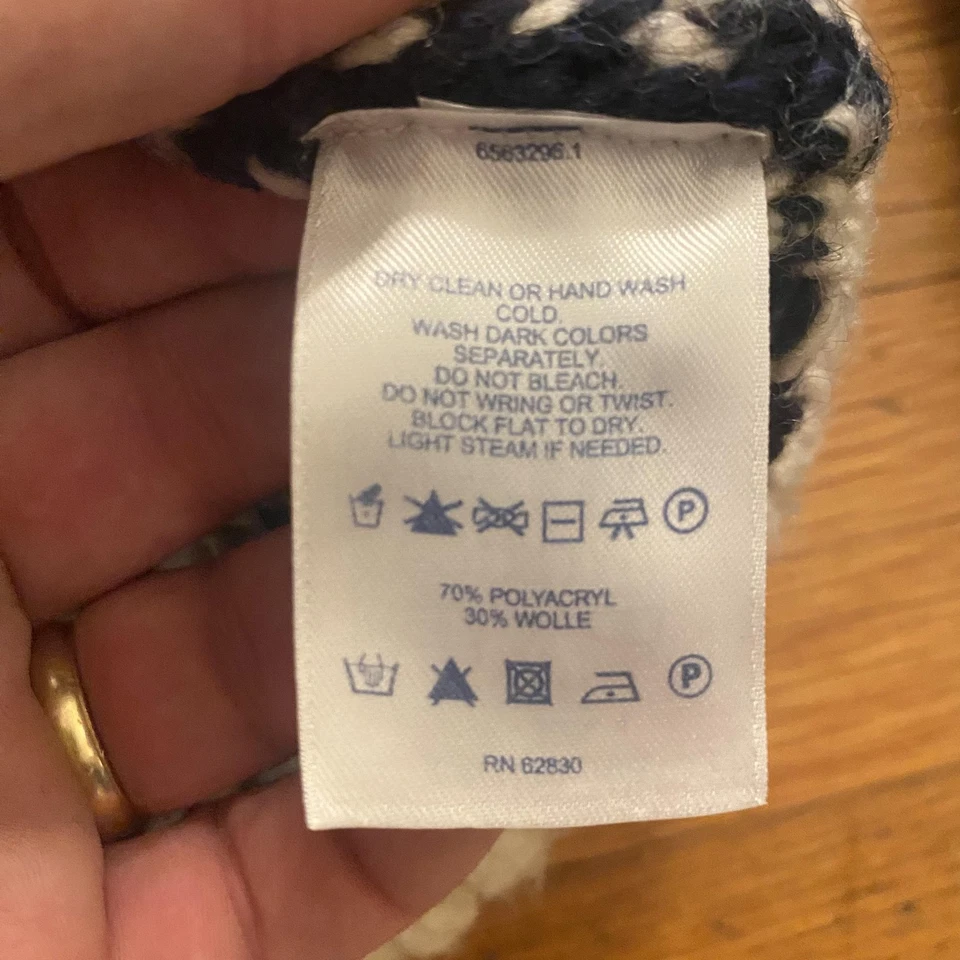 6563296.1
DRY CLEAN OR HAND WASH
COLD.
WASH DARK COLORS
SEPARATELY.
DO NOT BLEACH.
DO NOT WRING OR TWIST.
BLOCK FLAT TO DRY.
LIGHT STEAM IF NEEDED.
P
70% POLYACRYL
30% WOLLE
P
RN 62830